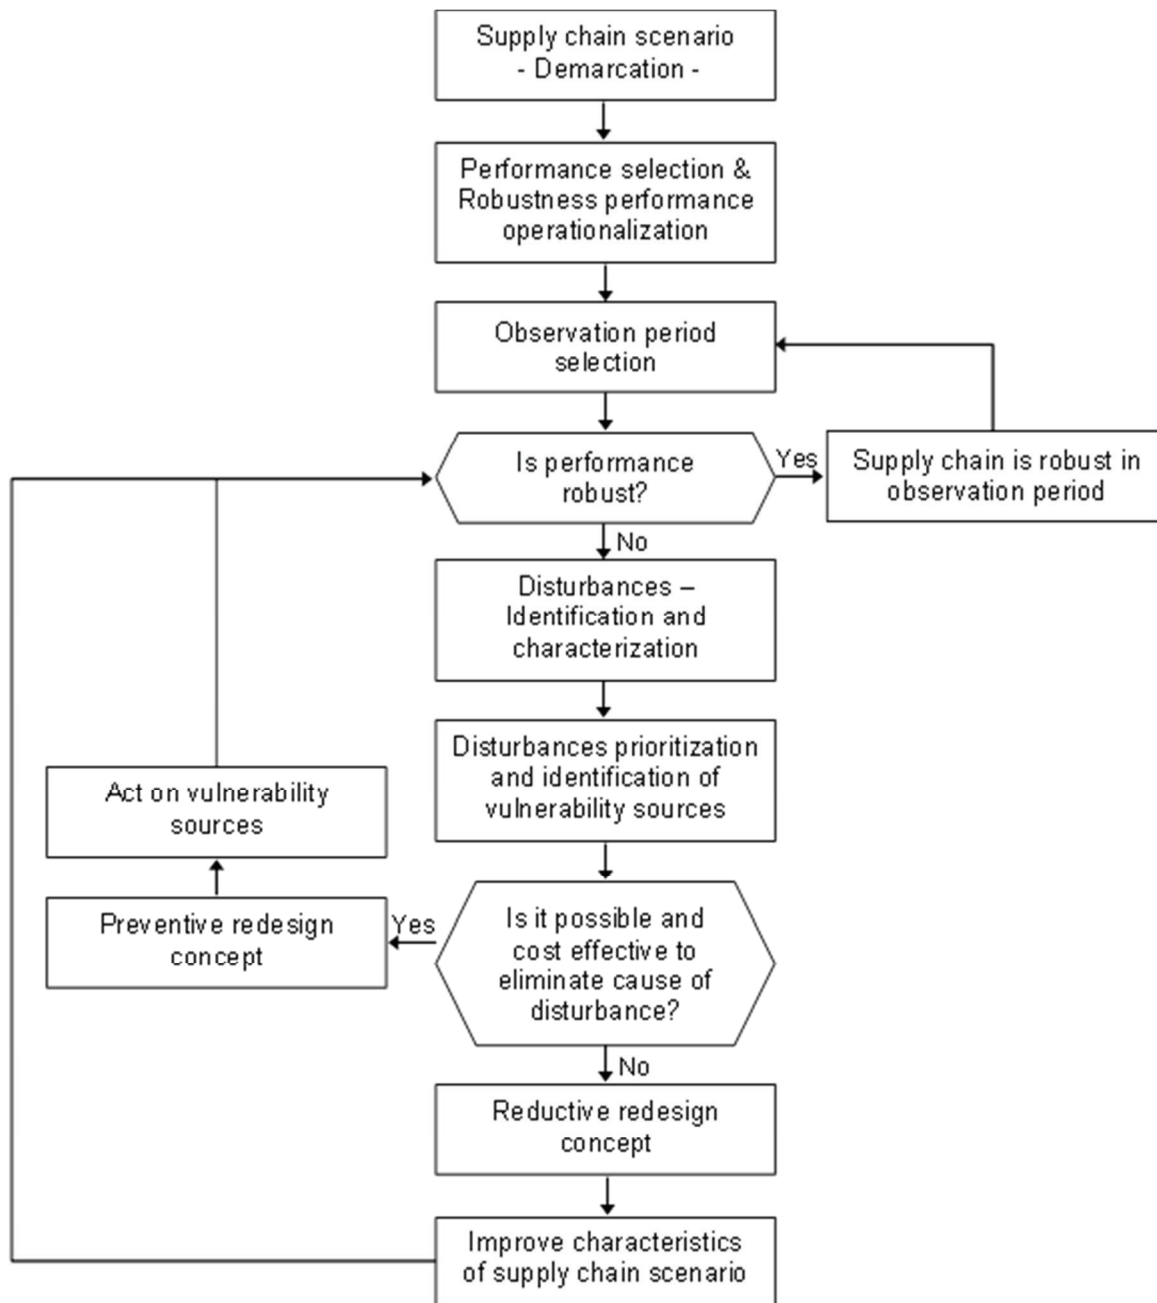 Supply chain scenario
- Demarcation -
Performance selection &
Robustness performance
operationalization
Observation period
selection
Is performance
robust?
Yes
Supply chain is robust in
observation period
No
Disturbances –
Identification and
characterization
Disturbances prioritization
and identification of
vulnerability sources
Act on vulnerability
sources
Preventive redesign
concept
Yes
Is it possible and
cost effective to
eliminate cause of
disturbance?
No
Reductive redesign
concept
Improve characteristics
of supply chain scenario